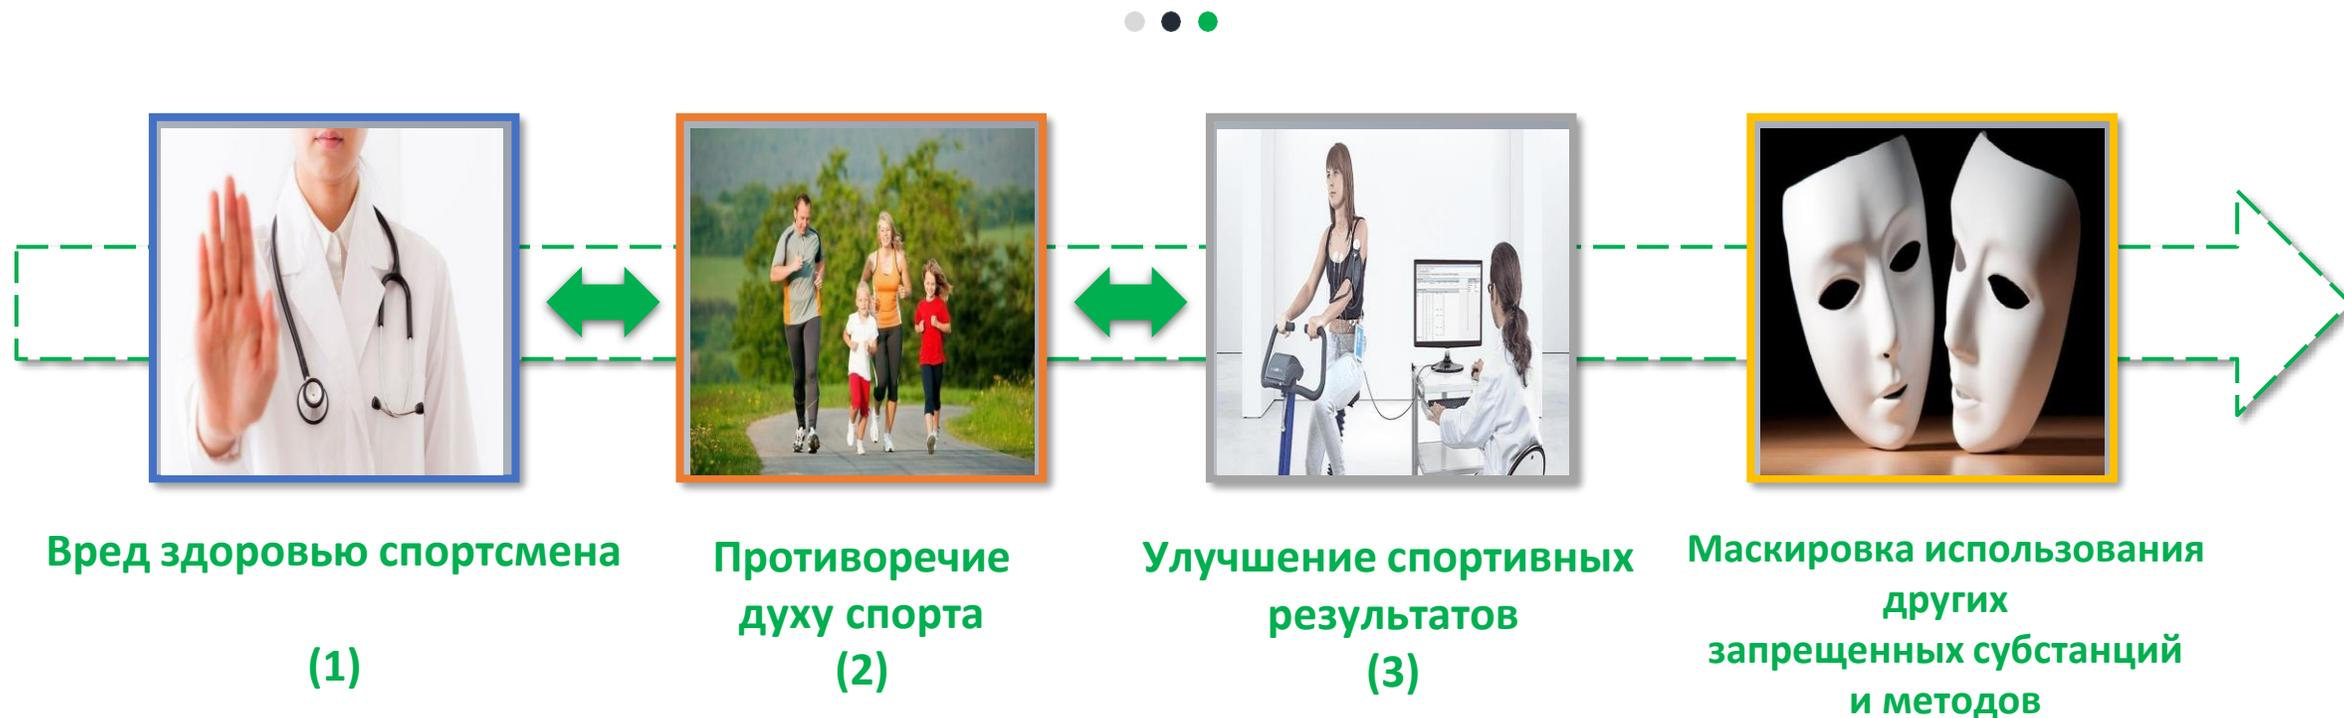 Вред здоровью спортсмена
(1)
Противоречие
духу спорта
(2)
Улучшение спортивных
результатов
(3)
Маскировка использования
других
запрещенных субстанций
и методов